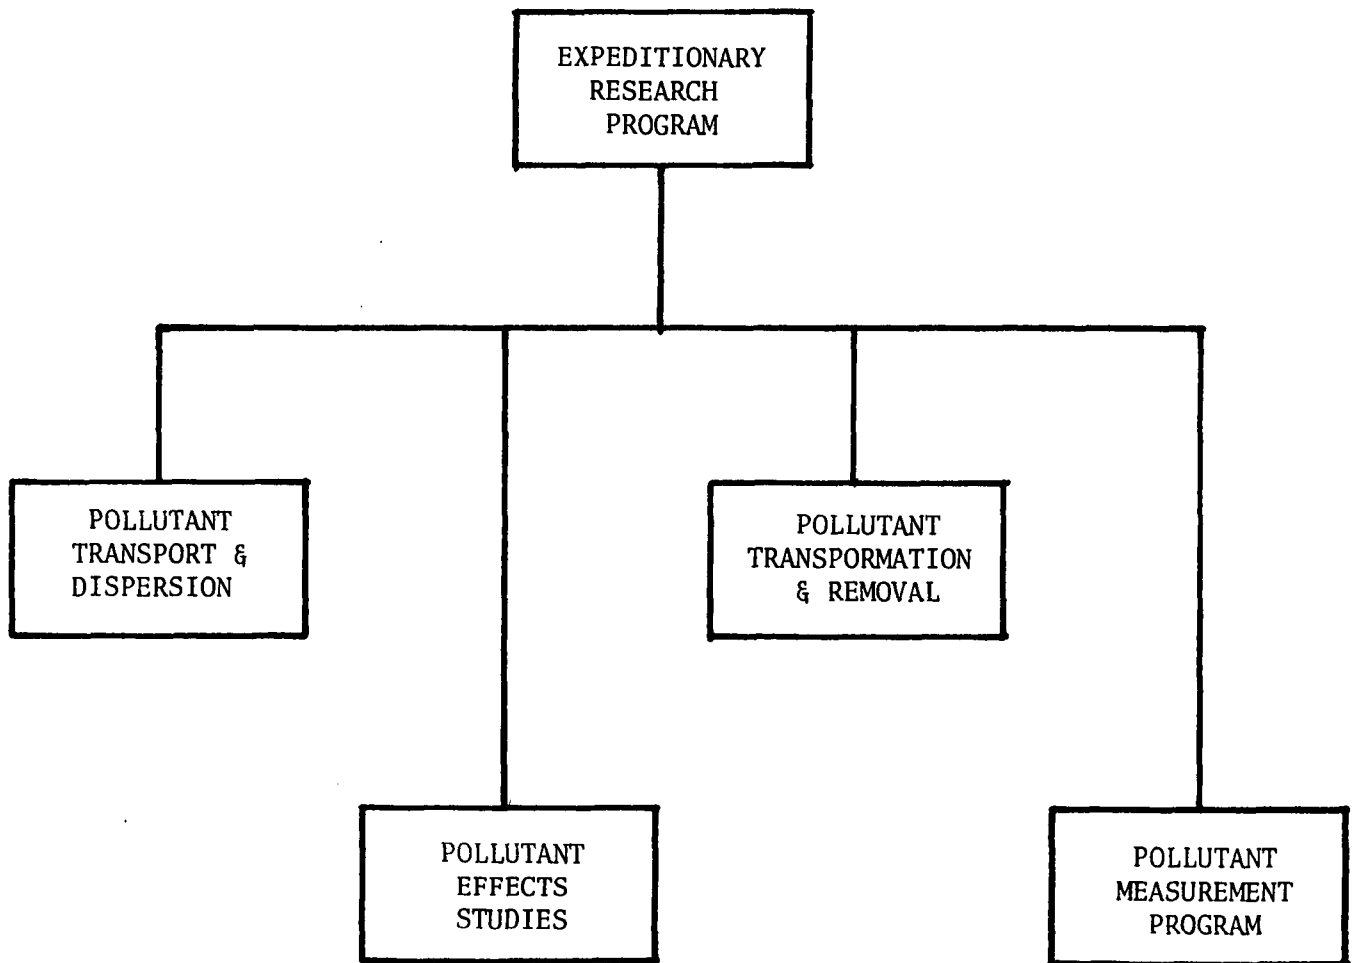 EXPEDITIONARY
RESEARCH
PROGRAM
POLLUTANT
TRANSPORT &
DISPERSION
POLLUTANT
TRANSPORMATION
& REMOVAL
POLLUTANT
EFFECTS
STUDIES
POLLUTANT
MEASUREMENT
PROGRAM